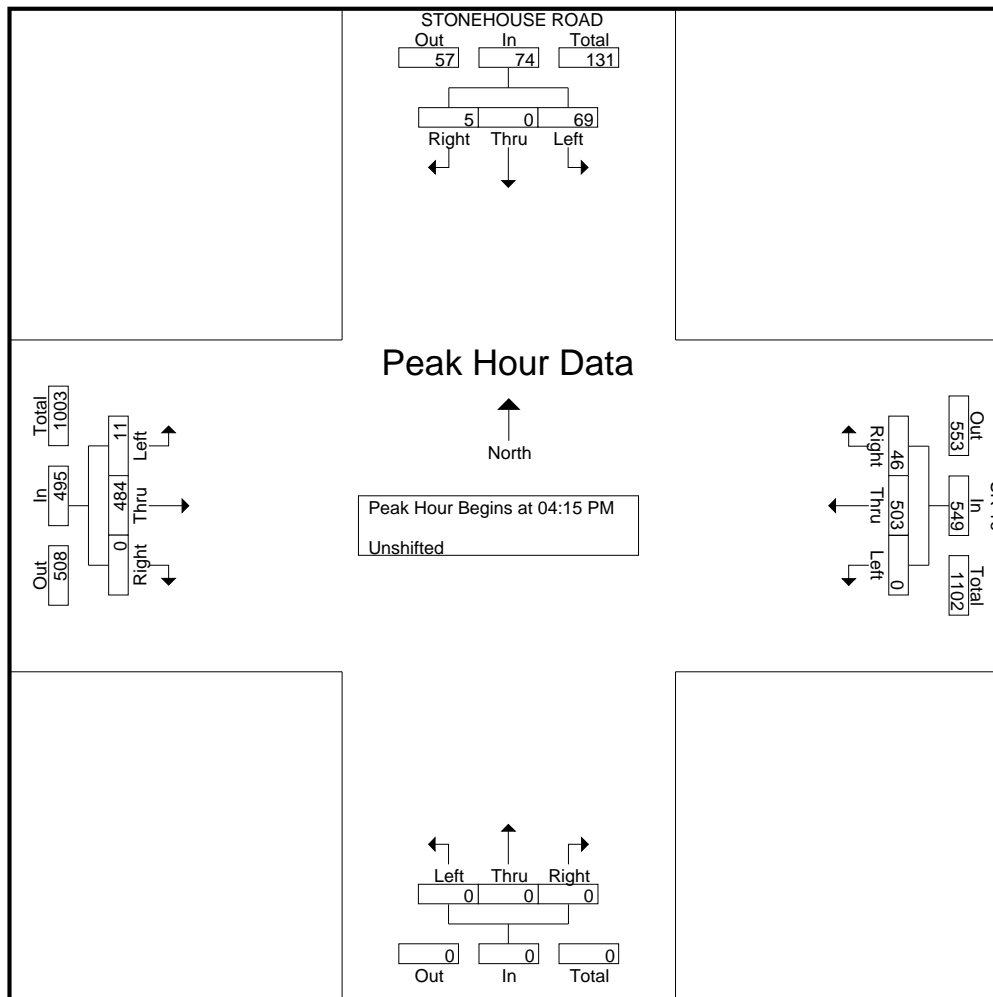 STONEHOUSE ROAD
Out In Total
57 74 131
5 0 69
Right Thru Left
Peak Hour Data
North
Peak Hour Begins at 04:15 PM
Unshifted
Total
1003
In
495
Out
508
11
484
0
Left
Thru
Right
Right
Thru
Left
46
503
0
Out
553
In
549
Total
1102
Left Thru Right
0 0 0
0 0 0
Out In Total